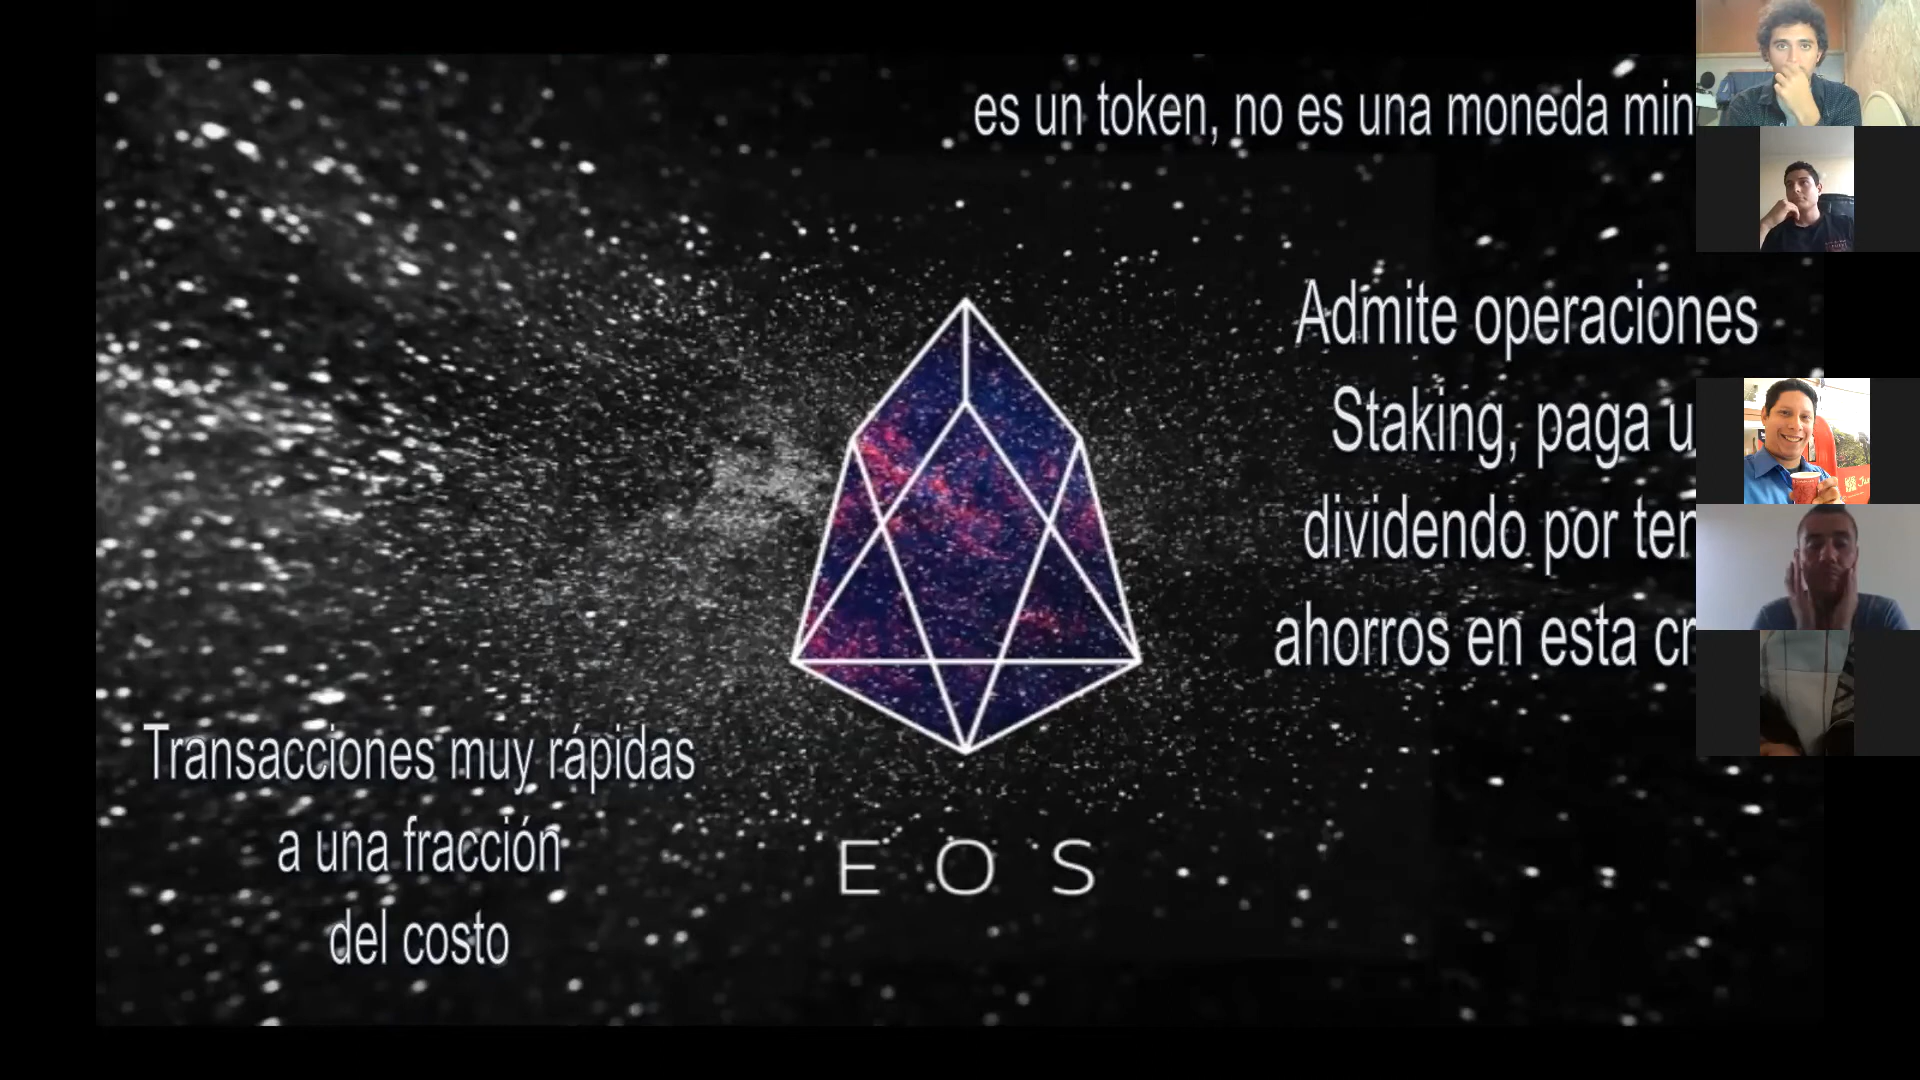 es un token, no es una moneda min
Admite operaciones
Staking, paga u
dividendo por ter
ahorros en esta cr
Transacciones muy rápidas
a una fracción
del costo
E O S